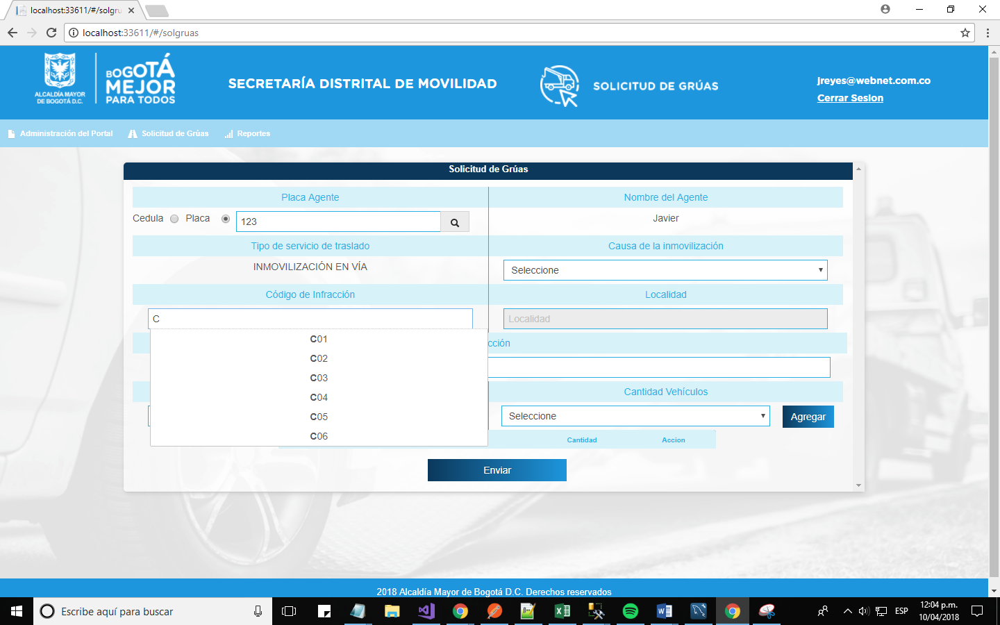 localhost:33611/#/solgru
localhost:33611/#/solgruas
ALCALDÍA MAYOR
DE BOGOTÁ D.C.
BOGOTÁ
MEJOR
PARA TODOS
SECRETARÍA DISTRITAL DE MOVILIDAD
SOLICITUD DE GRÚAS
jreyes@webnet.com.co
Cerrar Sesion
Administración del Portal
Solicitud de Grúas
Reportes
Solicitud de Grúas
Placa Agente
Nombre del Agente
Cedula
Placa
123
Javier
Tipo de servicio de traslado
Causa de la inmovilización
INMOVILIZACIÓN EN VÍA
Seleccione
Código de Infracción
Localidad
C
Localidad
C01
cción
C02
C03
C04
Cantidad Vehículos
C05
Seleccione
Agregar
C06
Cantidad
Accion
Enviar
2018 Alcaldía Mayor de Bogotá D.C. Derechos reservados
Escribe aquí para buscar
ESP
12:04 p.m.
10/04/2018